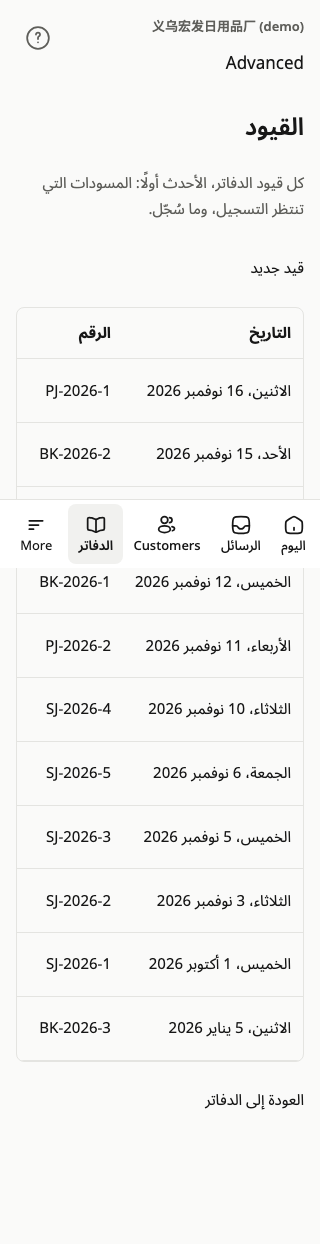 义乌宏发日用品厂 (demo)
Advanced
القيود
كل قيود الدفاتر، الأحدث أولًا: المسودات التي
تنتظر التسجيل، وما سُجّل.
قيد جديد
التاريخ الرقم
الاثنين، 16 نوفمبر 2026 PJ-2026-1
الأحد، 15 نوفمبر 2026 BK-2026-2
اليوم الرسائل Customers الدفاتر More
الخميس، 12 نوفمبر 2026 BK-2026-1
الأربعاء، 11 نوفمبر 2026 PJ-2026-2
الثلاثاء، 10 نوفمبر 2026 SJ-2026-4
الجمعة، 6 نوفمبر 2026 SJ-2026-5
الخميس، 5 نوفمبر 2026 SJ-2026-3
الثلاثاء، 3 نوفمبر 2026 SJ-2026-2
الخميس، 1 أكتوبر 2026 SJ-2026-1
الاثنين، 5 يناير 2026 BK-2026-3
العودة إلى الدفاتر